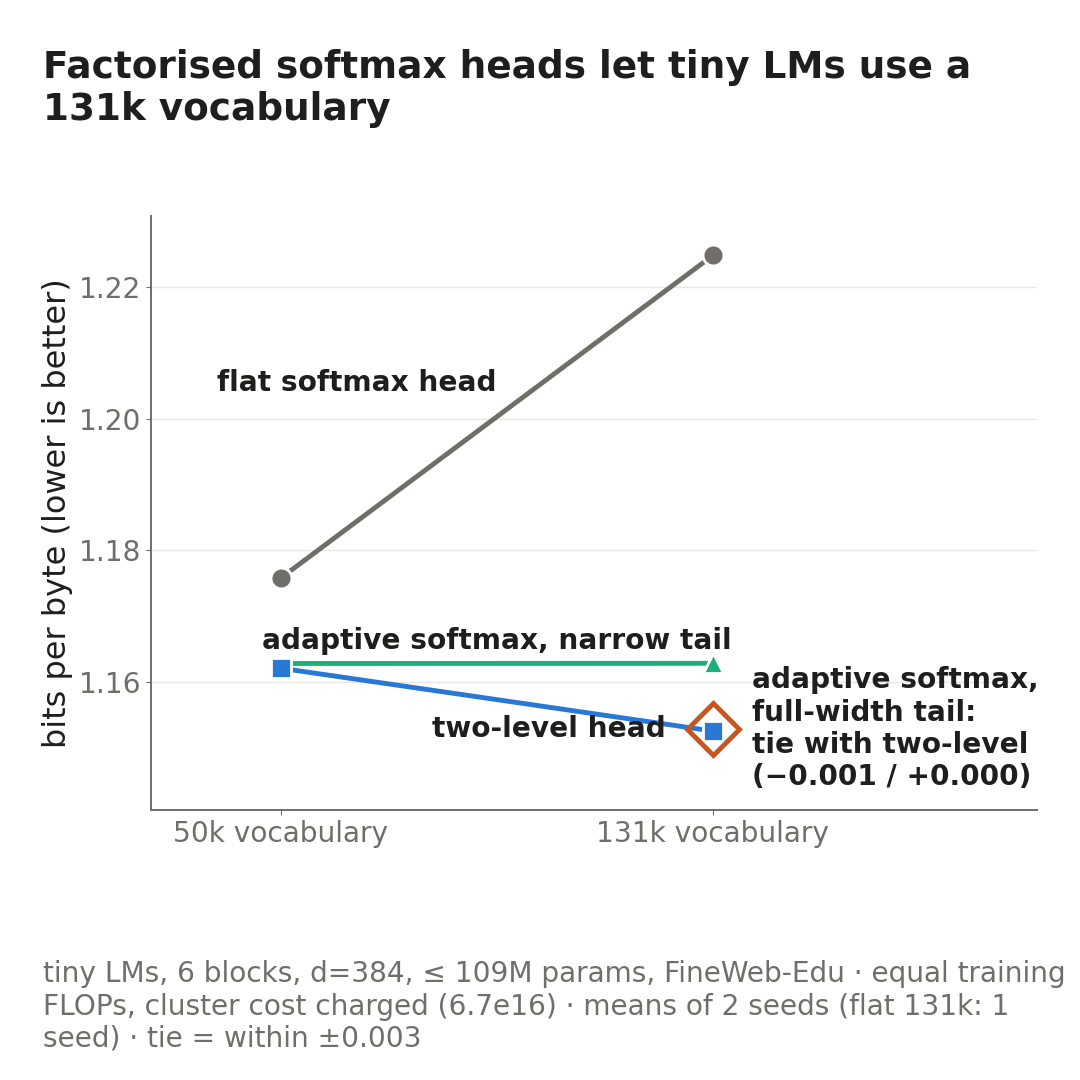 Factorised softmax heads let tiny LMs use a
131k vocabulary
bits per byte (lower is better)
1.22
1.20
1.18
1.16
flat softmax head
adaptive softmax, narrow tail
two-level head
adaptive softmax,
full-width tail:
tie with two-level
(−0.001 / +0.000)
50k vocabulary
131k vocabulary
tiny LMs, 6 blocks, d=384, ≤ 109M params, FineWeb-Edu · equal training
FLOPs, cluster cost charged (6.7e16) · means of 2 seeds (flat 131k: 1
seed) · tie = within ±0.003